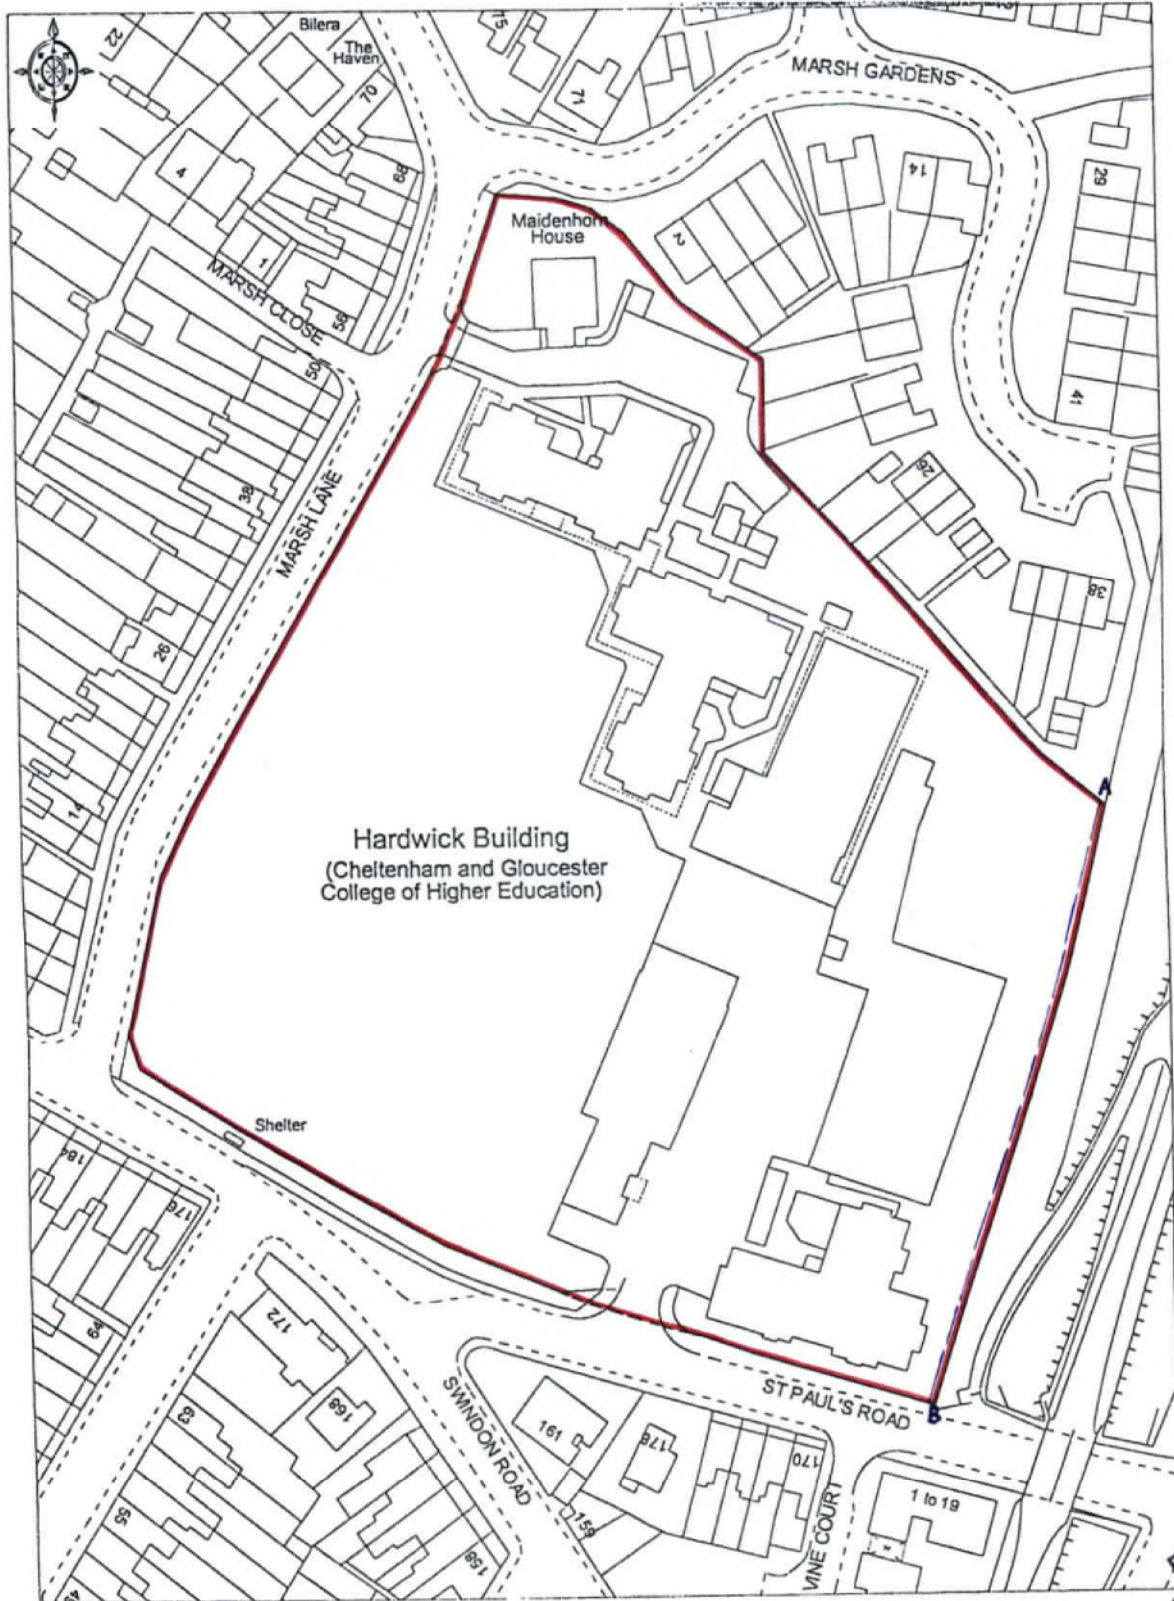 Bilera
The
Haven
22
75
71
70
MARSH GARDENS
4
68
14
29
Maidenhorn
House
2
1
MARSH CLOSE
56
50
41
38
MARSH LANE
26
38
26
14
A
Hardwick Building
(Cheltenham and Gloucester
College of Higher Education)
Shelter
184
176
64
172
168
63
SWINDON ROAD
161
178
ST PAUL'S ROAD
B
170
VINE COURT
1 to 19
159
158
55